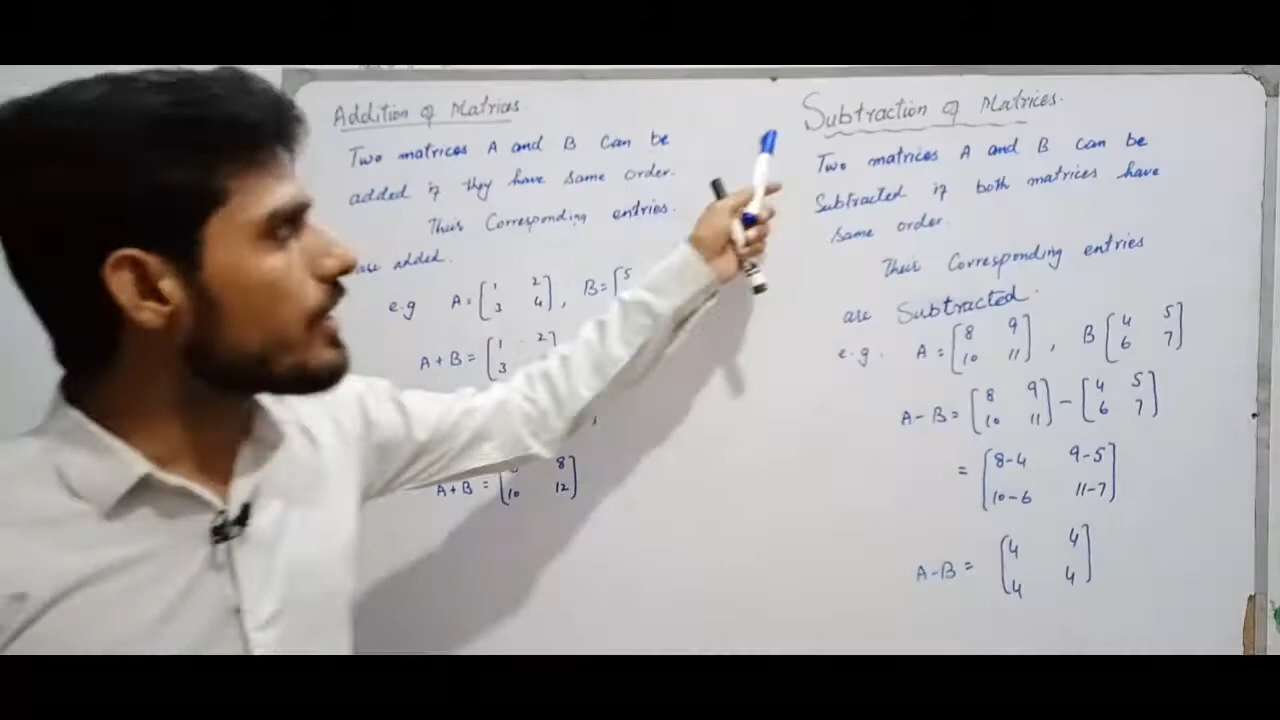 Addition of Matrices.
Two matrices A and B can be
added if they have same order.
Their Corresponding entries.
are added.
e.g A = [1 2 3 4], B = [5
A + B = [1 2 3
8
A+B = [10 12]
Subtraction of Matrices.
Two matrices A and B can be
Subtracted if both matrices have
same order.
Their Corresponding entries
are Subtracted.
e.g. A = [8 9 10 11], B [4 5 6 7]
A - B = [8 9 10 11] - [4 5 6 7]
= [8-4 9-5
10-6 11-7]
A-B = [4 4
4 4]